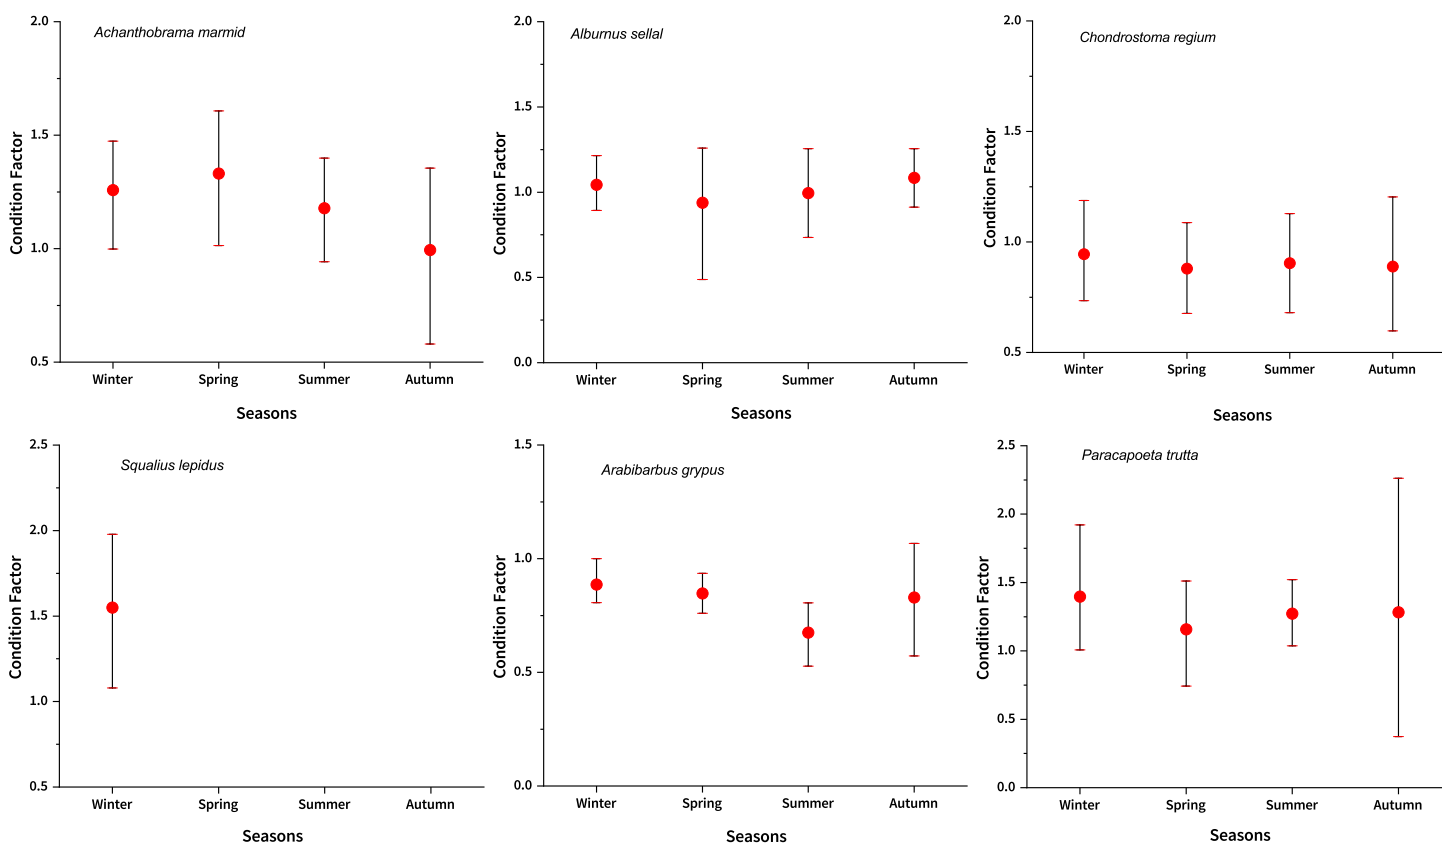 Achanthobrama marmid
Condition Factor
2.0
1.5
1.0
0.5
Winter Spring Summer Autumn
Seasons
Alburnus sellal
Condition Factor
2.0
1.5
1.0
0.5
0.0
Winter Spring Summer Autumn
Seasons
Chondrostoma regium
Condition Factor
2.0
1.5
1.0
0.5
Winter Spring Summer Autumn
Seasons
Squalius lepidus
Condition Factor
2.5
2.0
1.5
1.0
0.5
Winter Spring Summer Autumn
Seasons
Arabibarbus grypus
Condition Factor
1.5
1.0
0.5
0.0
Winter Spring Summer Autumn
Seasons
Paracapoeta trutta
Condition Factor
2.5
2.0
1.5
1.0
0.5
0.0
Winter Spring Summer Autumn
Seasons